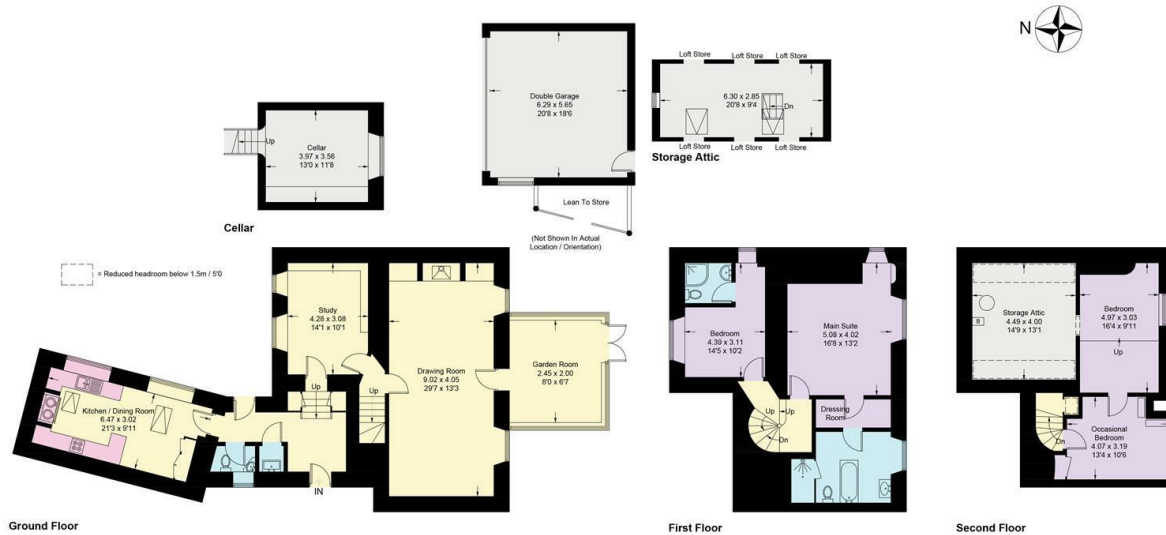 N
Double Garage
6.29 x 5.65
20'8 x 18'6
Loft Store
Loft Store
Loft Store
6.30 x 2.85
20'8 x 9'4
Dn
Loft Store
Loft Store
Loft Store
Storage Attic
Up
Cellar
3.97 x 3.56
13'0 x 11'8
Cellar
Lean To Store
(Not Shown In Actual
Location / Orientation)
= Reduced headroom below 1.5m / 5'0
Study
4.28 x 3.08
14'1 x 10'1
Up
Up
Drawing Room
9.02 x 4.05
29'7 x 13'3
Garden Room
2.45 x 2.00
8'0 x 6'7
Kitchen / Dining Room
6.47 x 3.02
21'3 x 9'11
IN
Ground Floor
Bedroom
4.39 x 3.11
14'5 x 10'2
Main Suite
5.08 x 4.02
16'8 x 13'2
Up
Up
Dn
Dressing
Room
First Floor
Storage Attic
4.49 x 4.00
14'9 x 13'1
Bedroom
4.97 x 3.03
16'4 x 9'11
Up
Dn
Occasional
Bedroom
4.07 x 3.19
13'4 x 10'6
Second Floor